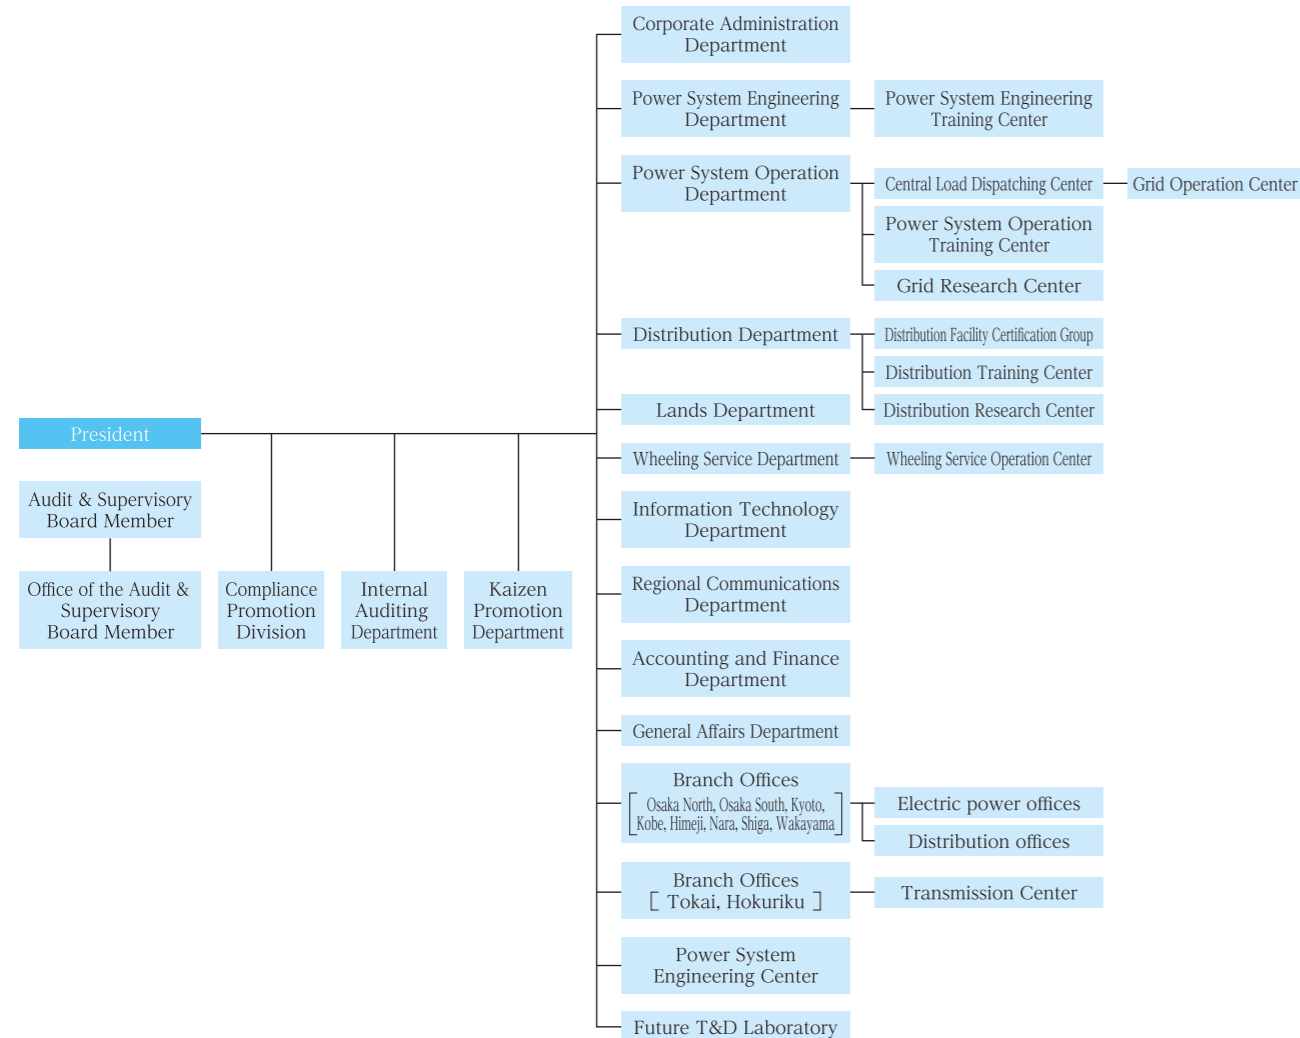 Corporate Administration
Department
Power System Engineering
Department
Power System Engineering
Training Center
Power System Operation
Department
Central Load Dispatching Center
Grid Operation Center
Power System Operation
Training Center
Grid Research Center
Distribution Department
Distribution Facility Certification Group
Distribution Training Center
Lands Department
Distribution Research Center
President
Wheeling Service Department
Wheeling Service Operation Center
Audit & Supervisory
Board Member
Information Technology
Department
Office of the Audit &
Supervisory
Board Member
Compliance
Promotion
Division
Internal
Auditing
Department
Kaizen
Promotion
Department
Regional Communications
Department
Accounting and Finance
Department
General Affairs Department
Branch Offices
[Osaka North, Osaka South, Kyoto,
Kobe, Himeji, Nara, Shiga, Wakayama]
Electric power offices
Distribution offices
Branch Offices
[ Tokai, Hokuriku ]
Transmission Center
Power System
Engineering Center
Future T&D Laboratory